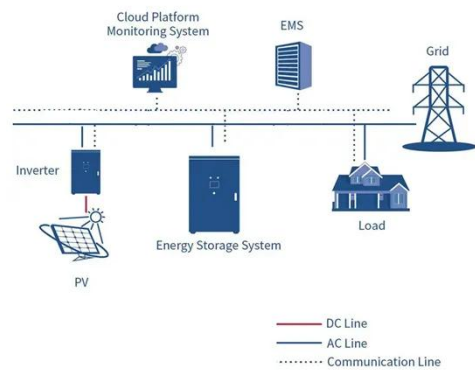 Cloud Platform
Monitoring System
EMS
Grid
Inverter
Energy Storage System
Load
PV
DC Line
AC Line
Communication Line